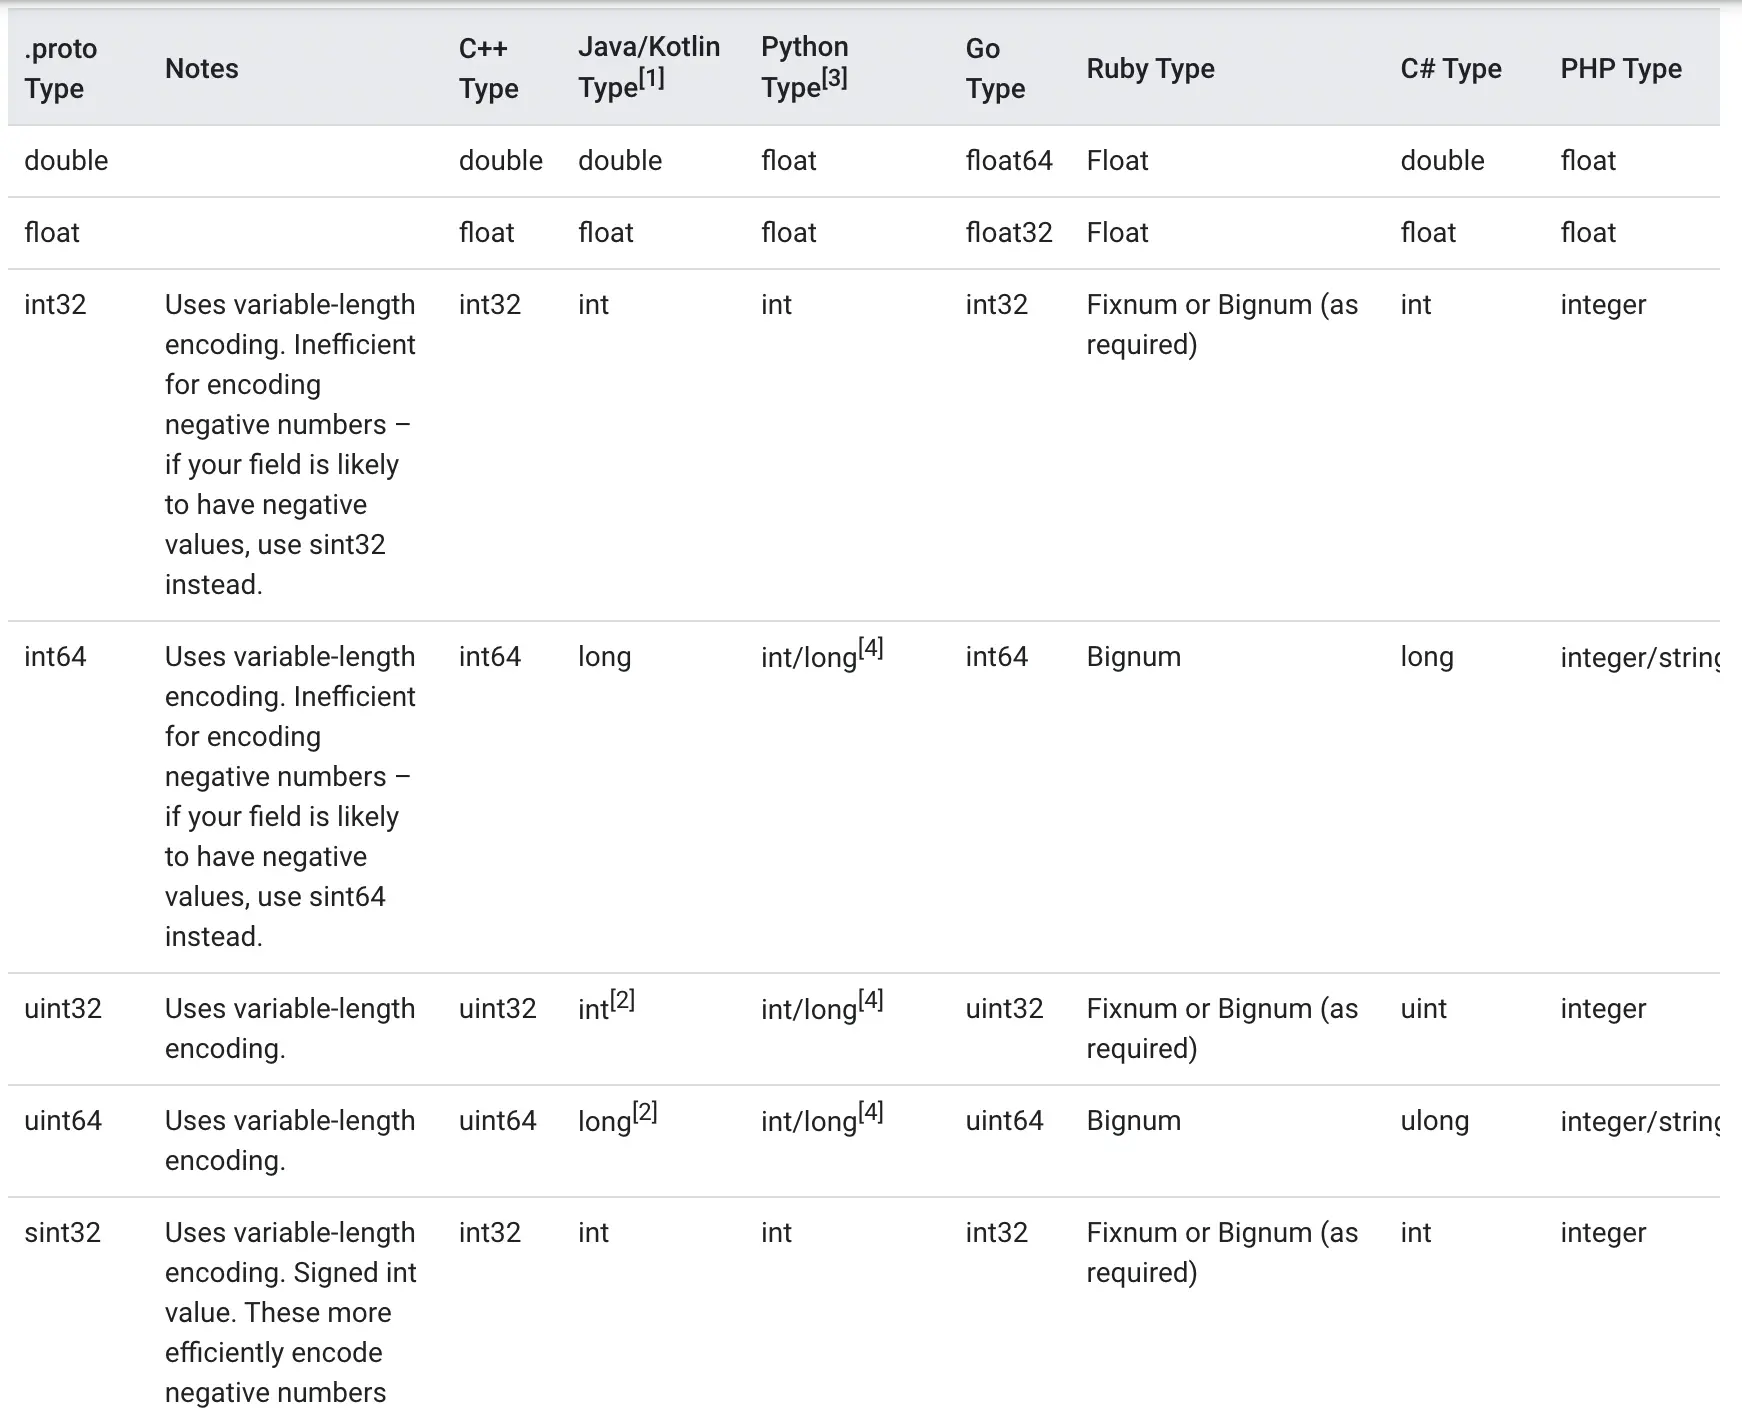 .proto Type Notes C++ Type Java/Kotlin Type[1] Python Type[3] Go Type Ruby Type C# Type PHP Type
double double double float float64 Float double float
float float float float float32 Float float float
int32 Uses variable-length int32 int int int32 Fixnum or Bignum (as int integer
encoding. Inefficient required)
for encoding
negative numbers –
if your field is likely
to have negative
values, use sint32
instead.
int64 Uses variable-length int64 long int/long[4] int64 Bignum long integer/string
encoding. Inefficient
for encoding
negative numbers –
if your field is likely
to have negative
values, use sint64
instead.
uint32 Uses variable-length uint32 int[2] int/long[4] uint32 Fixnum or Bignum (as uint integer
encoding. required)
uint64 Uses variable-length uint64 long[2] int/long[4] uint64 Bignum ulong integer/string
encoding.
sint32 Uses variable-length int32 int int int32 Fixnum or Bignum (as int integer
encoding. Signed int required)
value. These more
efficiently encode
negative numbers